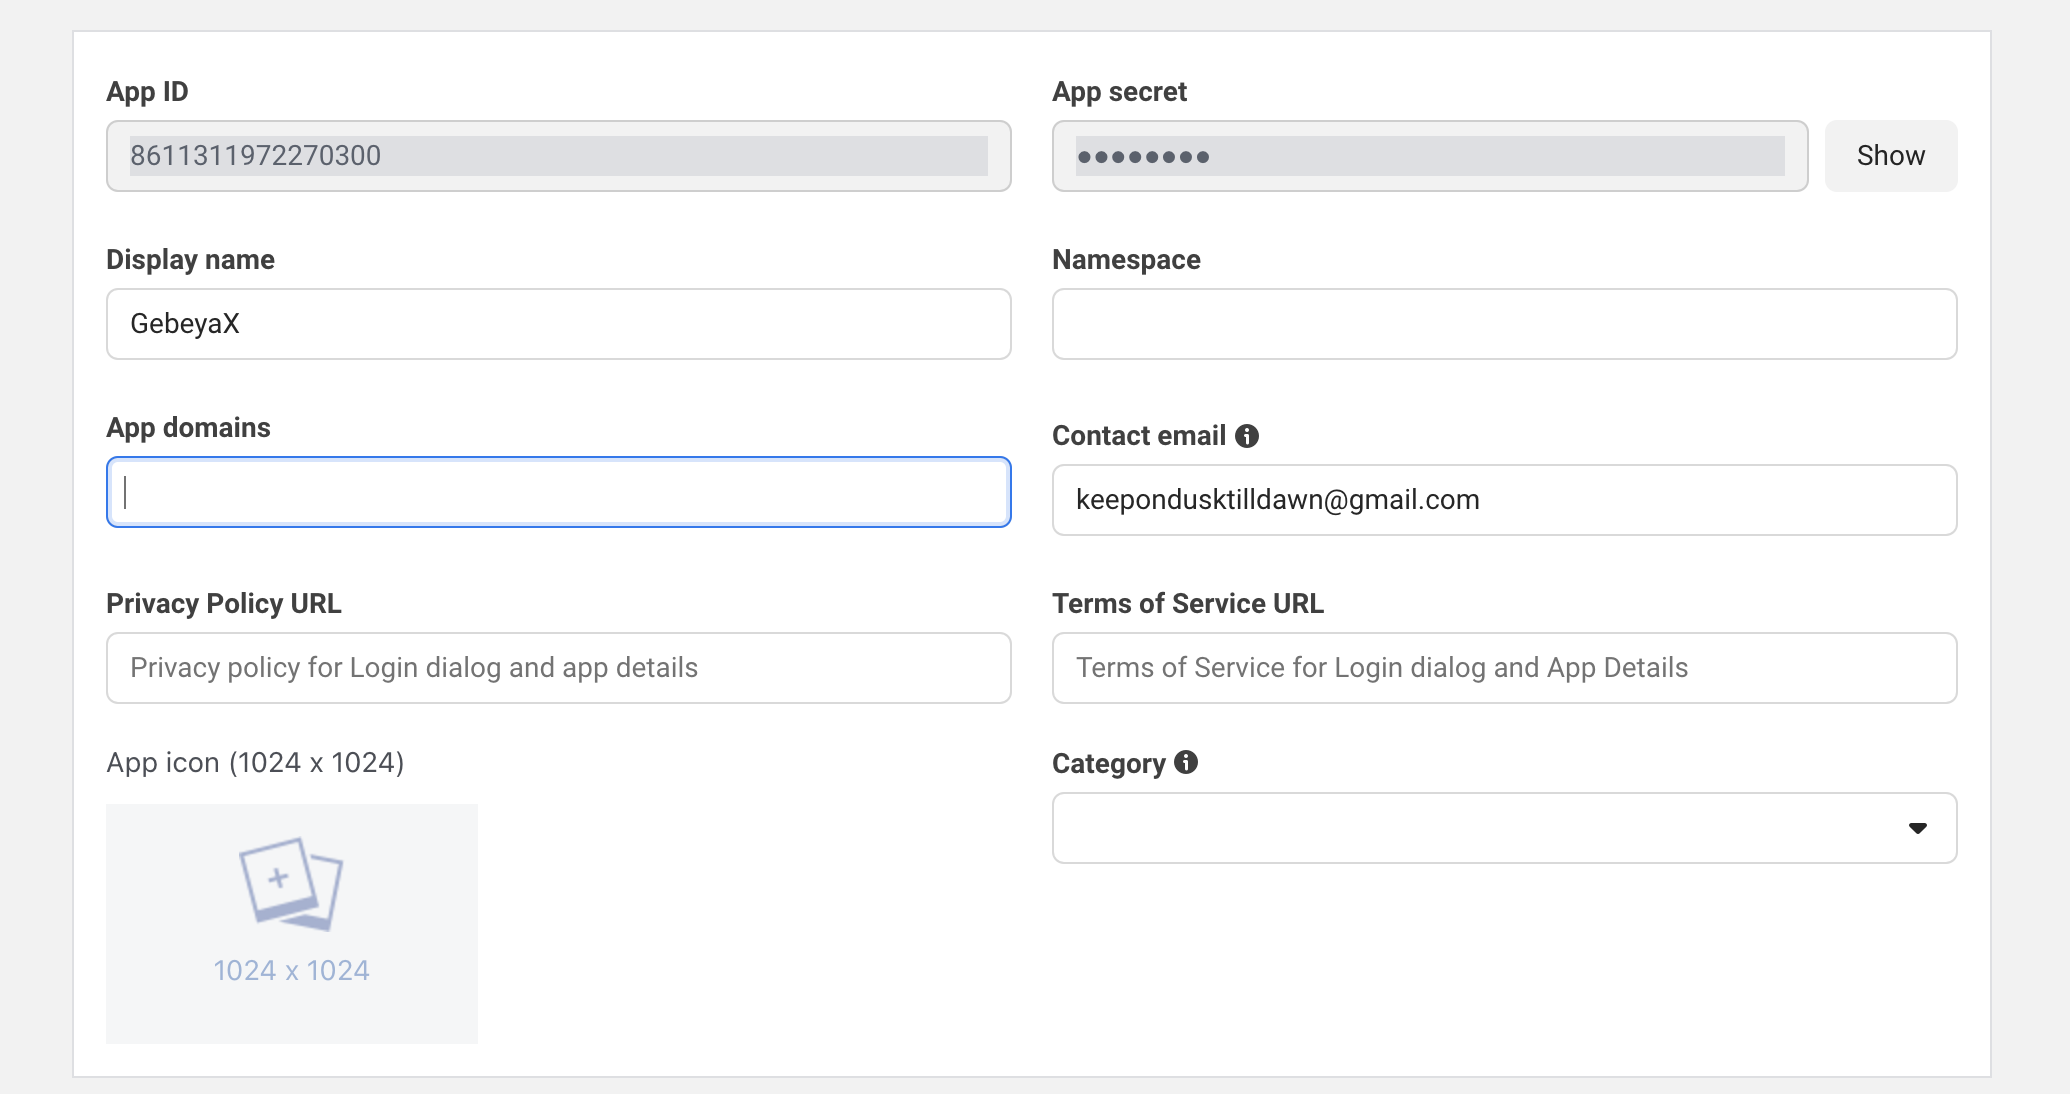 App ID
App secret
8611311972270300
••••••••
Show
Display name
Namespace
GebeyaX
App domains
Contact email
keepondusktilldawn@gmail.com
Privacy Policy URL
Terms of Service URL
Privacy policy for Login dialog and app details
Terms of Service for Login dialog and App Details
App icon (1024 x 1024)
Category
1024 x 1024